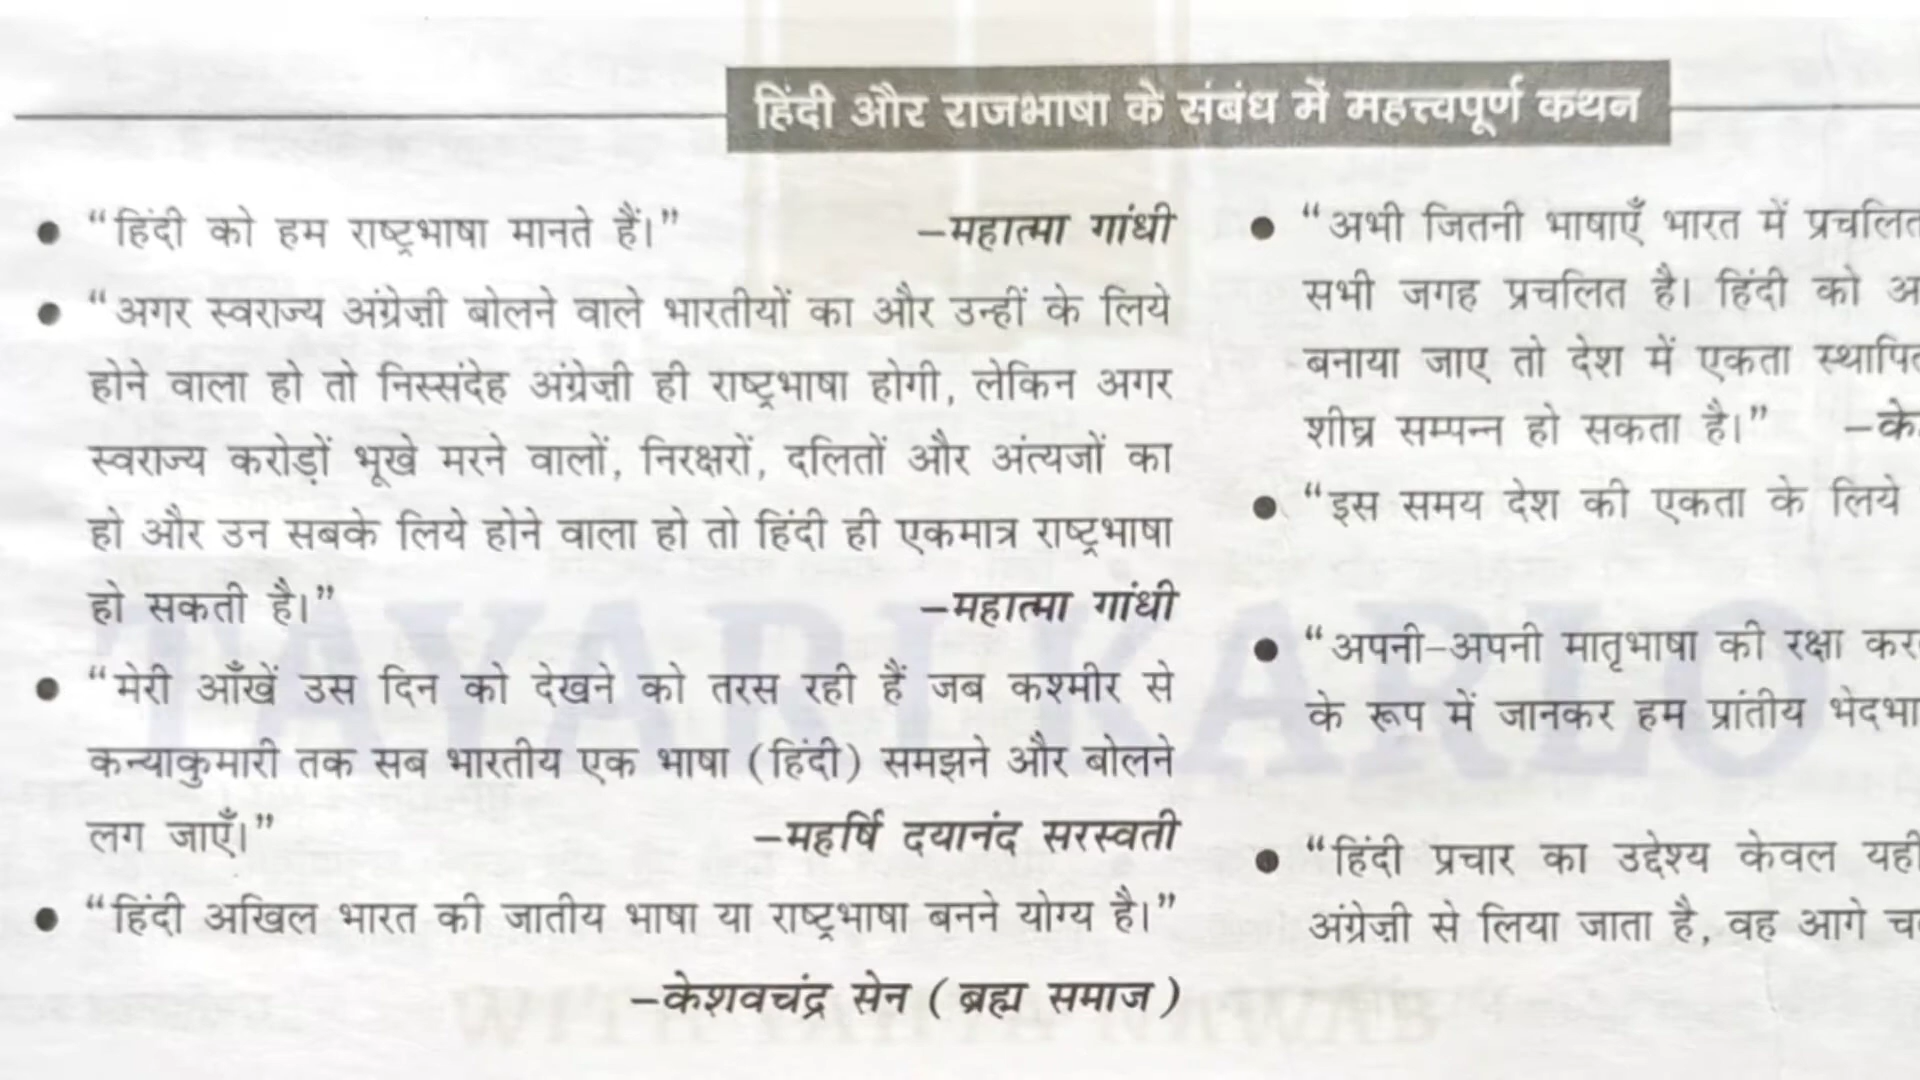 हिंदी और राजभाषा के संबंध में महत्त्वपूर्ण कथन
● “हिंदी को हम राष्ट्रभाषा मानते हैं।” –महात्मा गांधी
● “अगर स्वराज्य अंग्रेज़ी बोलने वाले भारतीयों का और उन्हीं के लिये
होने वाला हो तो निस्संदेह अंग्रेज़ी ही राष्ट्रभाषा होगी, लेकिन अगर
स्वराज्य करोड़ों भूखे मरने वालों, निरक्षरों, दलितों और अंत्यजों का
हो और उन सबके लिये होने वाला हो तो हिंदी ही एकमात्र राष्ट्रभाषा
हो सकती है।” –महात्मा गांधी
● “मेरी आँखें उस दिन को देखने को तरस रही हैं जब कश्मीर से
कन्याकुमारी तक सब भारतीय एक भाषा (हिंदी) समझने और बोलने
लग जाएँ।” –महर्षि दयानंद सरस्वती
● “हिंदी अखिल भारत की जातीय भाषा या राष्ट्रभाषा बनने योग्य है।”
–केशवचंद्र सेन (ब्रह्म समाज)
● “अभी जितनी भाषाएँ भारत में प्रचलित
सभी जगह प्रचलित है। हिंदी को
बनाया जाए तो देश में एकता
शीघ्र सम्पन्न हो सकता है।”
● “इस समय देश की एकता के लिये
● “अपनी-अपनी मातृभाषा की रक्षा
के रूप में जानकर हम प्रांतीय
● “हिंदी प्रचार का उद्देश्य केवल यही
अंग्रेज़ी से लिया जाता है, वह आगे
TAYARI KARLO